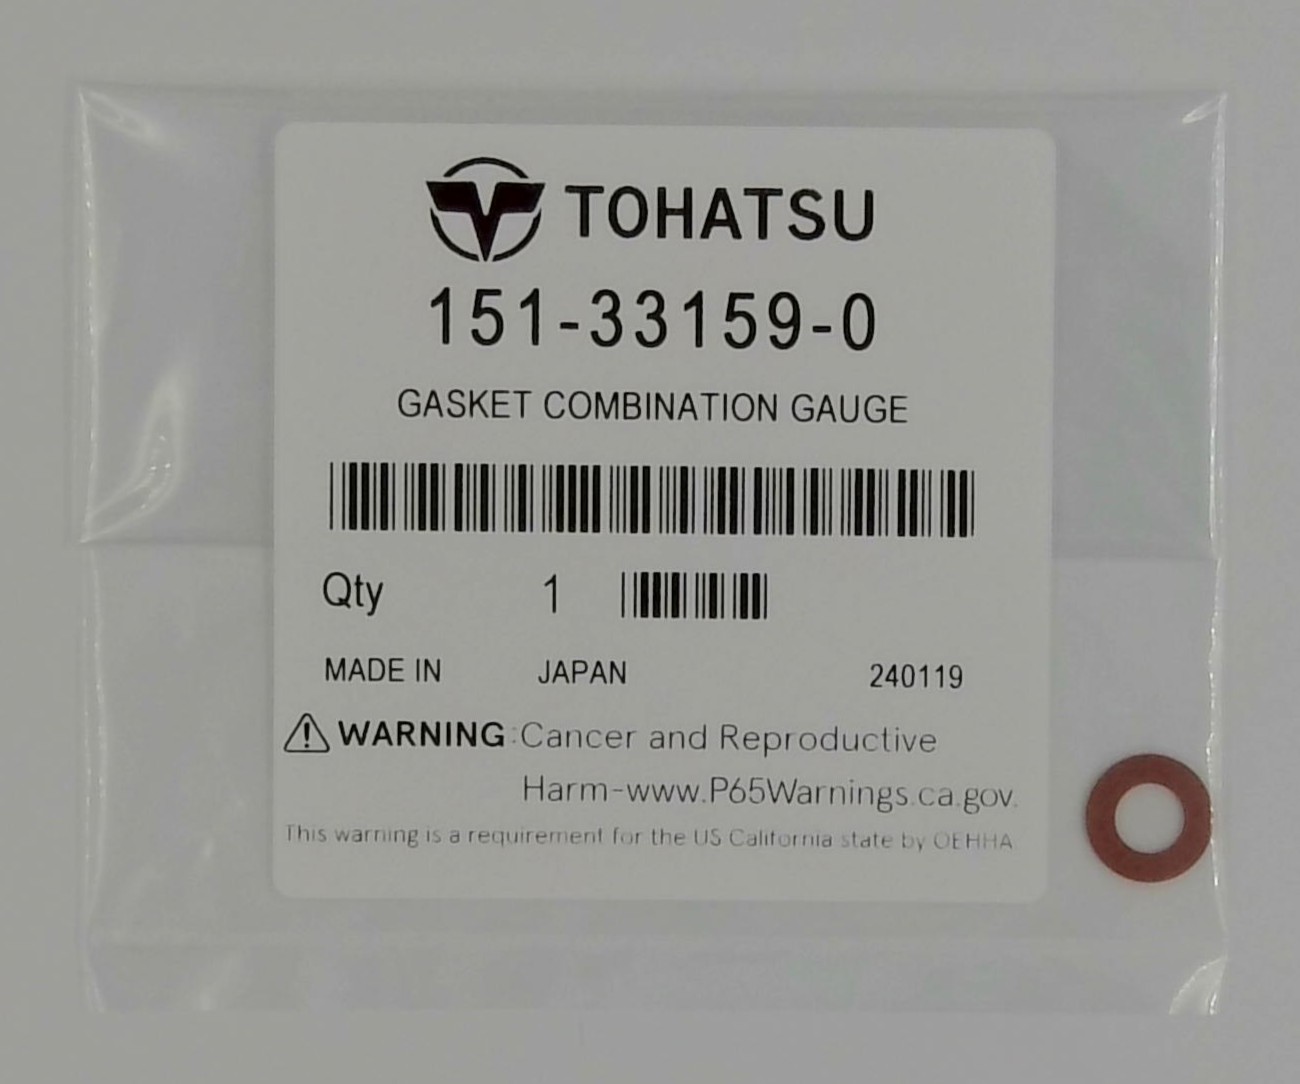 TOHATSU
151-33159-0
GASKET COMBINATION GAUGE
Qty 1
MADE IN JAPAN 240119
WARNING:Cancer and Reproductive
Harm-www.P65Warnings.ca.gov.
This warning is a requirement for the US California state by OEHHA